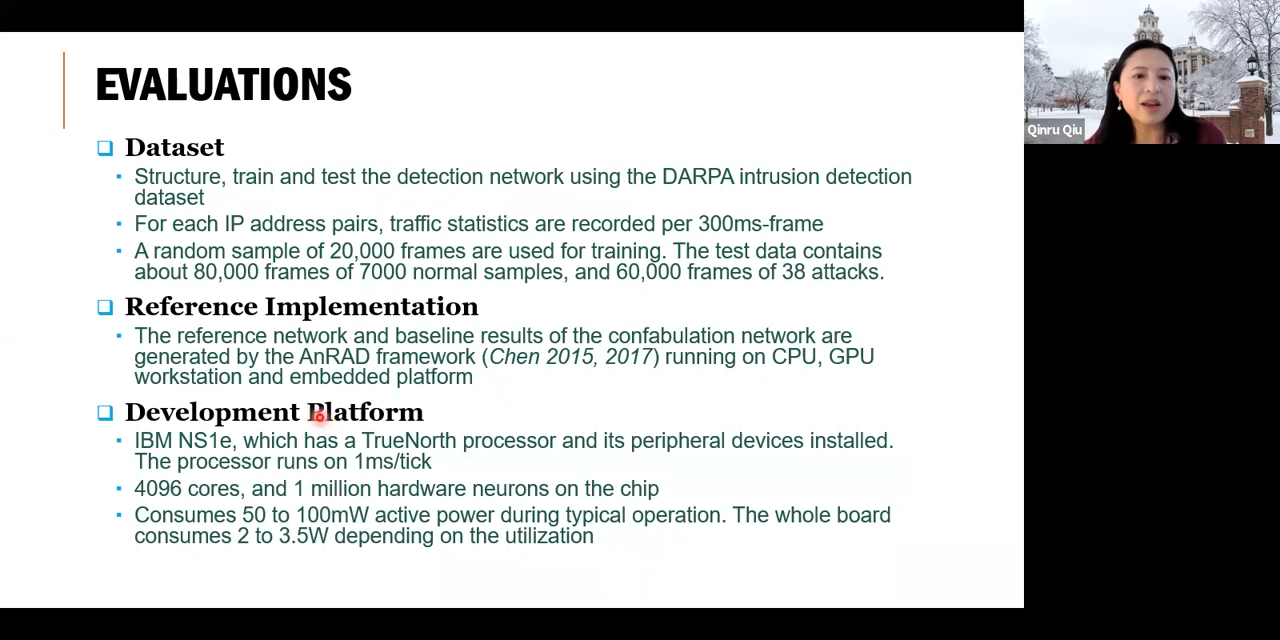 EVALUATIONS
Dataset
Structure, train and test the detection network using the DARPA intrusion detection
dataset
For each IP address pairs, traffic statistics are recorded per 300ms-frame
A random sample of 20,000 frames are used for training. The test data contains
about 80,000 frames of 7000 normal samples, and 60,000 frames of 38 attacks.
Reference Implementation
The reference network and baseline results of the confabulation network are
generated by the AnRAD framework (Chen 2015, 2017) running on CPU, GPU
workstation and embedded platform
Development Platform
IBM NS1e, which has a TrueNorth processor and its peripheral devices installed.
The processor runs on 1ms/tick
4096 cores, and 1 million hardware neurons on the chip
Consumes 50 to 100mW active power during typical operation. The whole board
consumes 2 to 3.5W depending on the utilization
Qinru Qiu